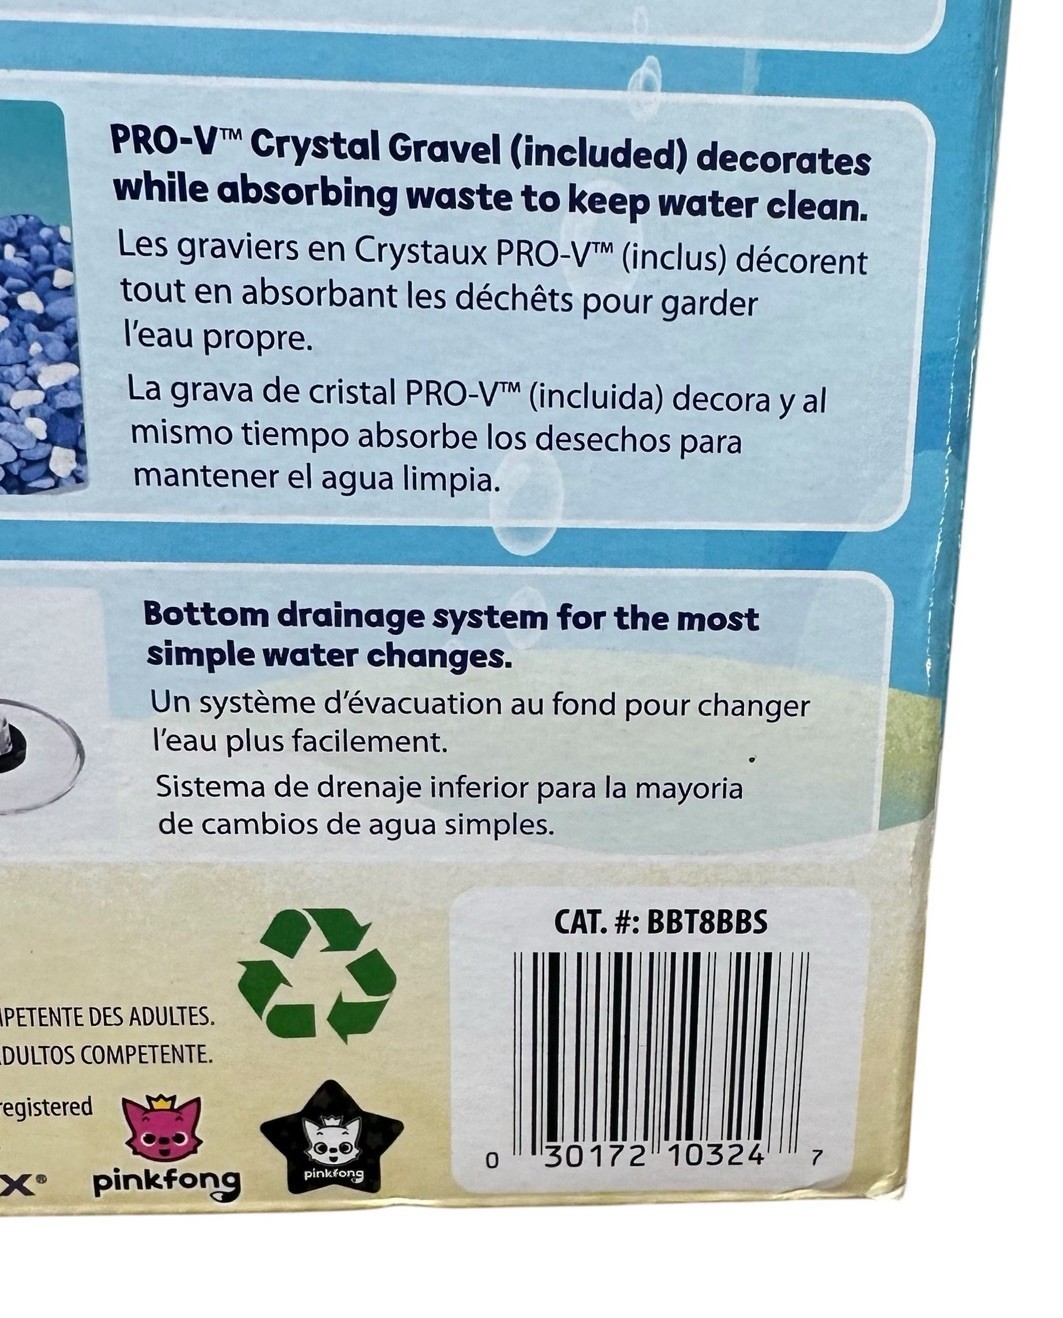 PRO-V™ Crystal Gravel (included) decorates
while absorbing waste to keep water clean.
Les graviers en Crystaux PRO-V™ (inclus) décorent
tout en absorbant les déchêts pour garder
l'eau propre.
La grava de cristal PRO-V™ (incluida) decora y al
mismo tiempo absorbe los desechos para
mantener el agua limpia.
Bottom drainage system for the most
simple water changes.
Un système d'évacuation au fond pour changer
l'eau plus facilement.
Sistema de drenaje inferior para la mayoria
de cambios de agua simples.
CAT. #: BBT8BBS
DES ADULTES.
COMPETENTE.
registered
X®
pinkfong
pinkfong
0 30172 10324 7